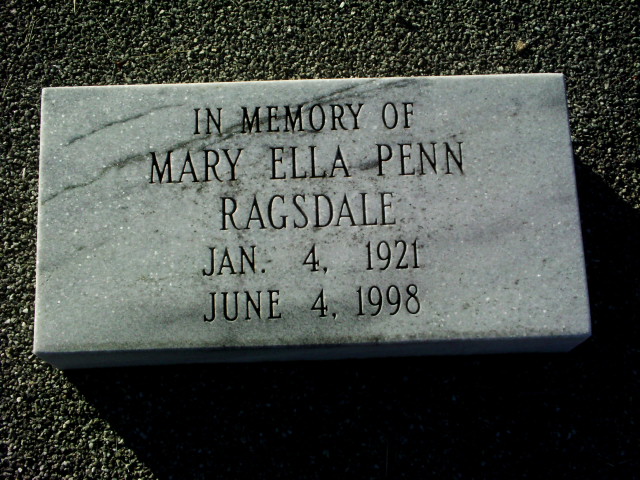 IN MEMORY OF
MARY ELLA PENN
RAGSDALE
JAN. 4, 1921
JUNE 4, 1998